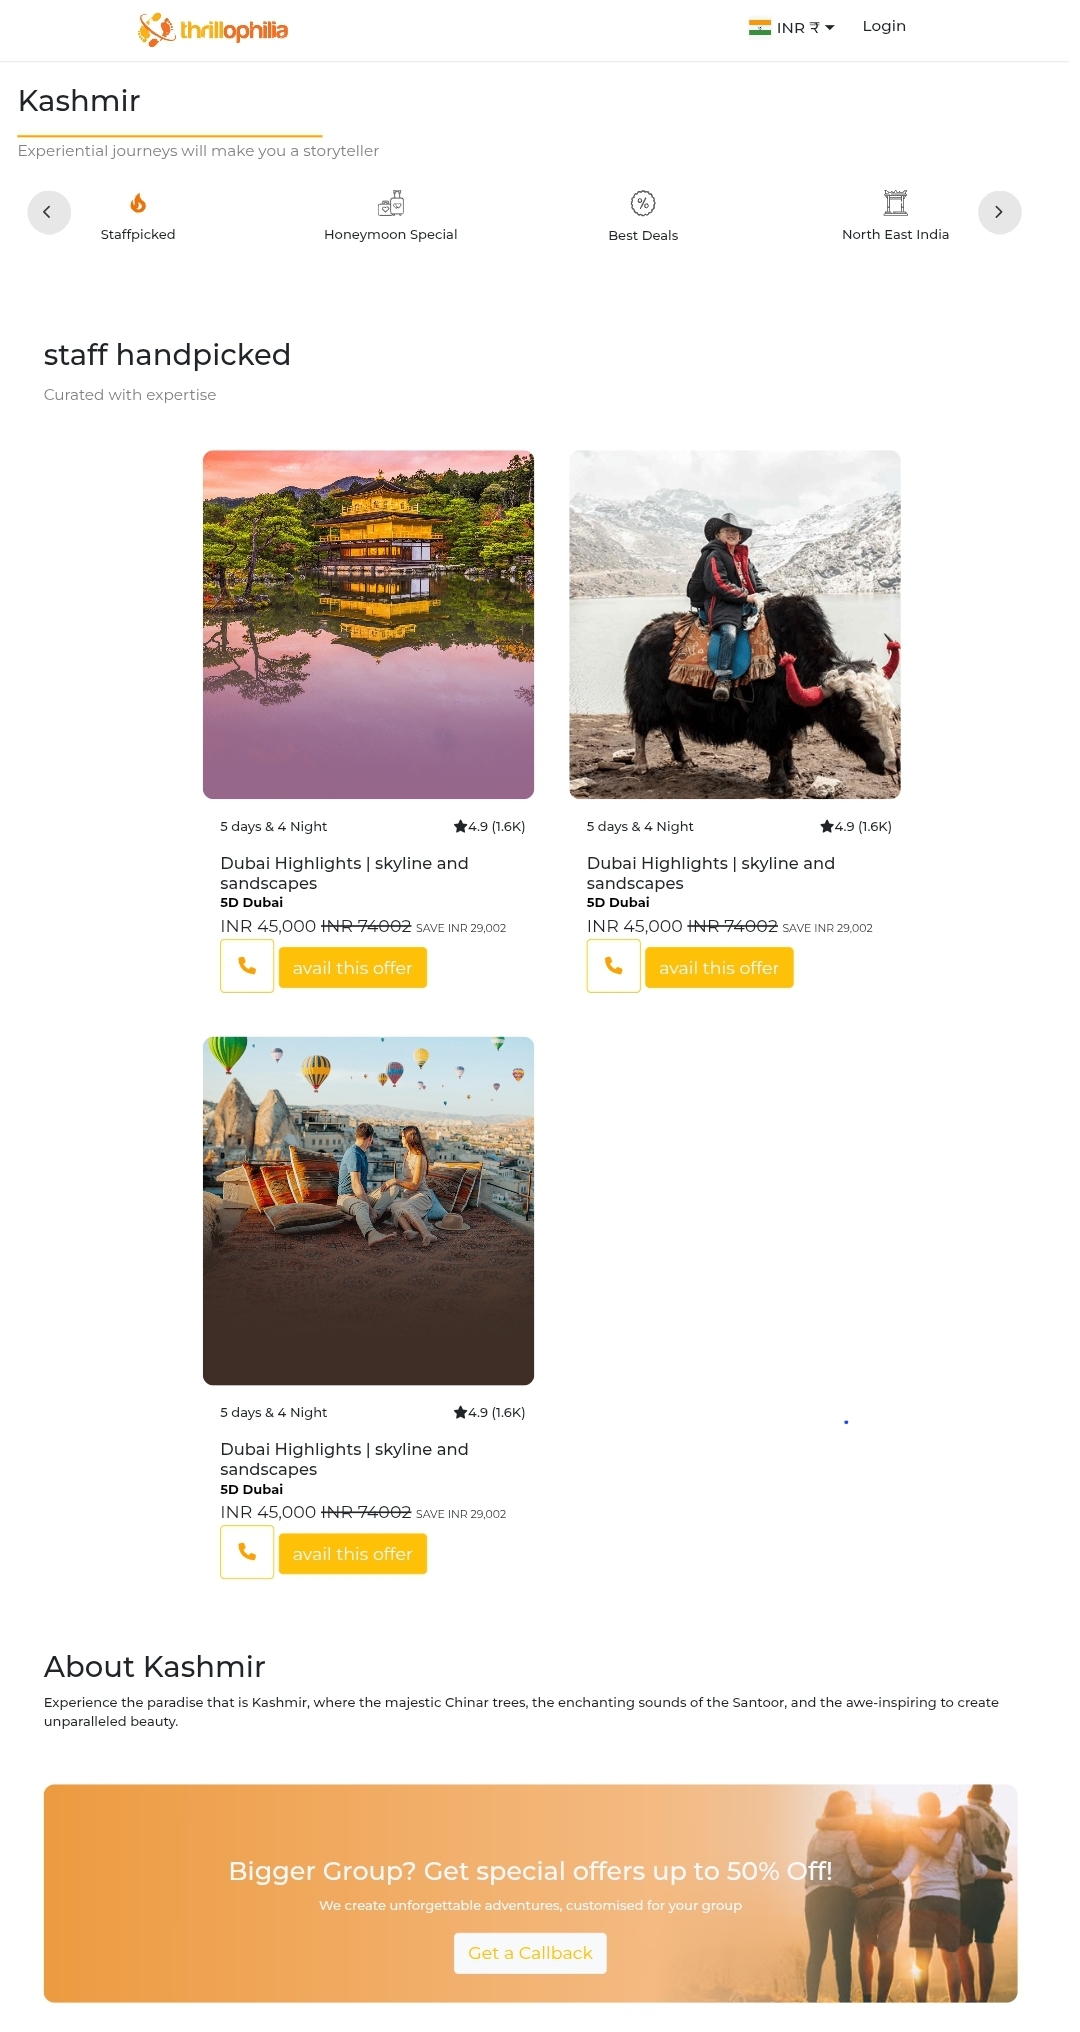 thrillophilia
INR ₹
Login
Kashmir
Experiential journeys will make you a storyteller
Staffpicked
Honeymoon Special
Best Deals
North East India
staff handpicked
Curated with expertise
5 days & 4 Night
4.9 (1.6K)
Dubai Highlights | skyline and
sandscapes
5D Dubai
INR 45,000 INR 74002 SAVE INR 29,002
avail this offer
5 days & 4 Night
4.9 (1.6K)
Dubai Highlights | skyline and
sandscapes
5D Dubai
INR 45,000 INR 74002 SAVE INR 29,002
avail this offer
5 days & 4 Night
4.9 (1.6K)
Dubai Highlights | skyline and
sandscapes
5D Dubai
INR 45,000 INR 74002 SAVE INR 29,002
avail this offer
About Kashmir
Experience the paradise that is Kashmir, where the majestic Chinar trees, the enchanting sounds of the Santoor, and the awe-inspiring to create
unparalleled beauty.
Bigger Group? Get special offers up to 50% Off!
We create unforgettable adventures, customised for your group
Get a Callback